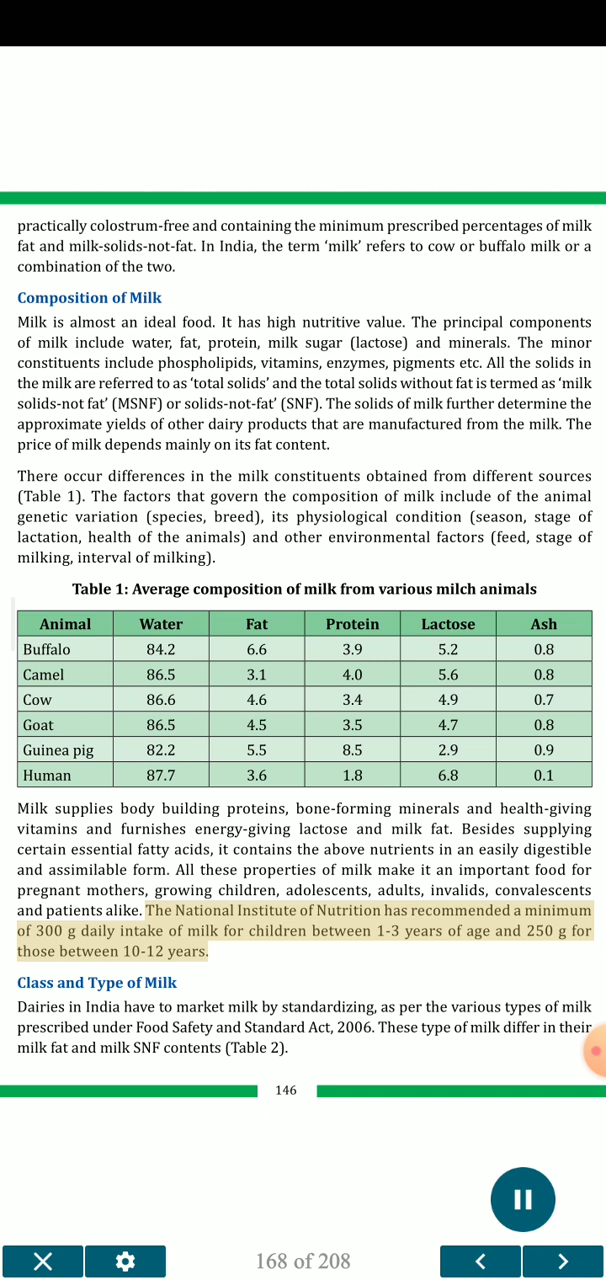 practically colostrum-free and containing the minimum prescribed percentages of milk
fat and milk-solids-not-fat. In India, the term ‘milk’ refers to cow or buffalo milk or a
combination of the two.
Composition of Milk
Milk is almost an ideal food. It has high nutritive value. The principal components
of milk include water, fat, protein, milk sugar (lactose) and minerals. The minor
constituents include phospholipids, vitamins, enzymes, pigments etc. All the solids in
the milk are referred to as ‘total solids’ and the total solids without fat is termed as ‘milk
solids-not fat’ (MSNF) or solids-not-fat’ (SNF). The solids of milk further determine the
approximate yields of other dairy products that are manufactured from the milk. The
price of milk depends mainly on its fat content.
There occur differences in the milk constituents obtained from different sources
(Table 1). The factors that govern the composition of milk include of the animal
genetic variation (species, breed), its physiological condition (season, stage of
lactation, health of the animals) and other environmental factors (feed, stage of
milking, interval of milking).
Table 1: Average composition of milk from various milch animals
Animal Water Fat Protein Lactose Ash
Buffalo 84.2 6.6 3.9 5.2 0.8
Camel 86.5 3.1 4.0 5.6 0.8
Cow 86.6 4.6 3.4 4.9 0.7
Goat 86.5 4.5 3.5 4.7 0.8
Guinea pig 82.2 5.5 8.5 2.9 0.9
Human 87.7 3.6 1.8 6.8 0.1
Milk supplies body building proteins, bone-forming minerals and health-giving
vitamins and furnishes energy-giving lactose and milk fat. Besides supplying
certain essential fatty acids, it contains the above nutrients in an easily digestible
and assimilable form. All these properties of milk make it an important food for
pregnant mothers, growing children, adolescents, adults, invalids, convalescents
and patients alike. The National Institute of Nutrition has recommended a minimum
of 300 g daily intake of milk for children between 1-3 years of age and 250 g for
those between 10-12 years.
Class and Type of Milk
Dairies in India have to market milk by standardizing, as per the various types of milk
prescribed under Food Safety and Standard Act, 2006. These type of milk differ in their
milk fat and milk SNF contents (Table 2).
146
168 of 208